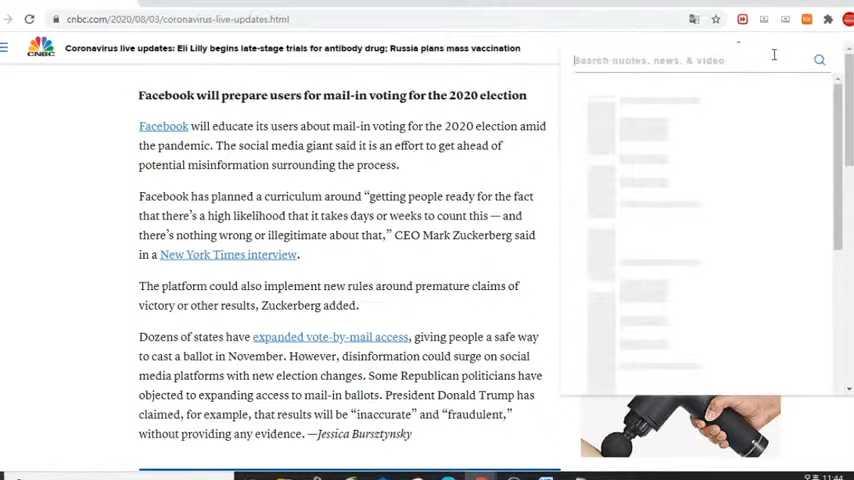 cnbc.com/2020/08/03/coronavirus-live-updates.html
CNBC
Coronavirus live updates: Eli Lilly begins late-stage trials for antibody drug; Russia plans mass vaccination
Search quotes, news, & video
Facebook will prepare users for mail-in voting for the 2020 election
Facebook will educate its users about mail-in voting for the 2020 election amid
the pandemic. The social media giant said it is an effort to get ahead of
potential misinformation surrounding the process.
Facebook has planned a curriculum around “getting people ready for the fact
that there’s a high likelihood that it takes days or weeks to count this — and
there’s nothing wrong or illegitimate about that,” CEO Mark Zuckerberg said
in a New York Times interview.
The platform could also implement new rules around premature claims of
victory or other results, Zuckerberg added.
Dozens of states have expanded vote-by-mail access, giving people a safe way
to cast a ballot in November. However, disinformation could surge on social
media platforms with new election changes. Some Republican politicians have
objected to expanding access to mail-in ballots. President Donald Trump has
claimed, for example, that results will be “inaccurate” and “fraudulent,”
without providing any evidence. —Jessica Bursztynsky
오후 11:44